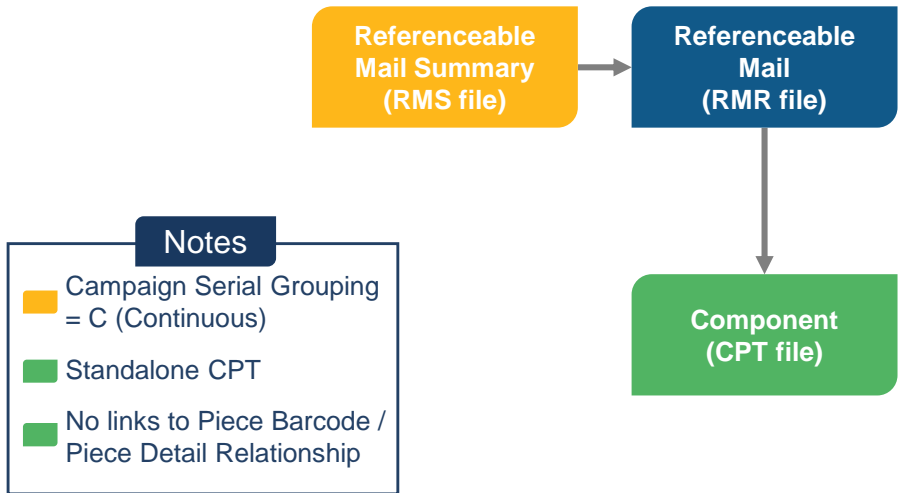 Referenceable
Mail Summary
(RMS file)
Referenceable
Mail
(RMR file)
Notes
Campaign Serial Grouping
= C (Continuous)
Standalone CPT
No links to Piece Barcode /
Piece Detail Relationship
Component
(CPT file)